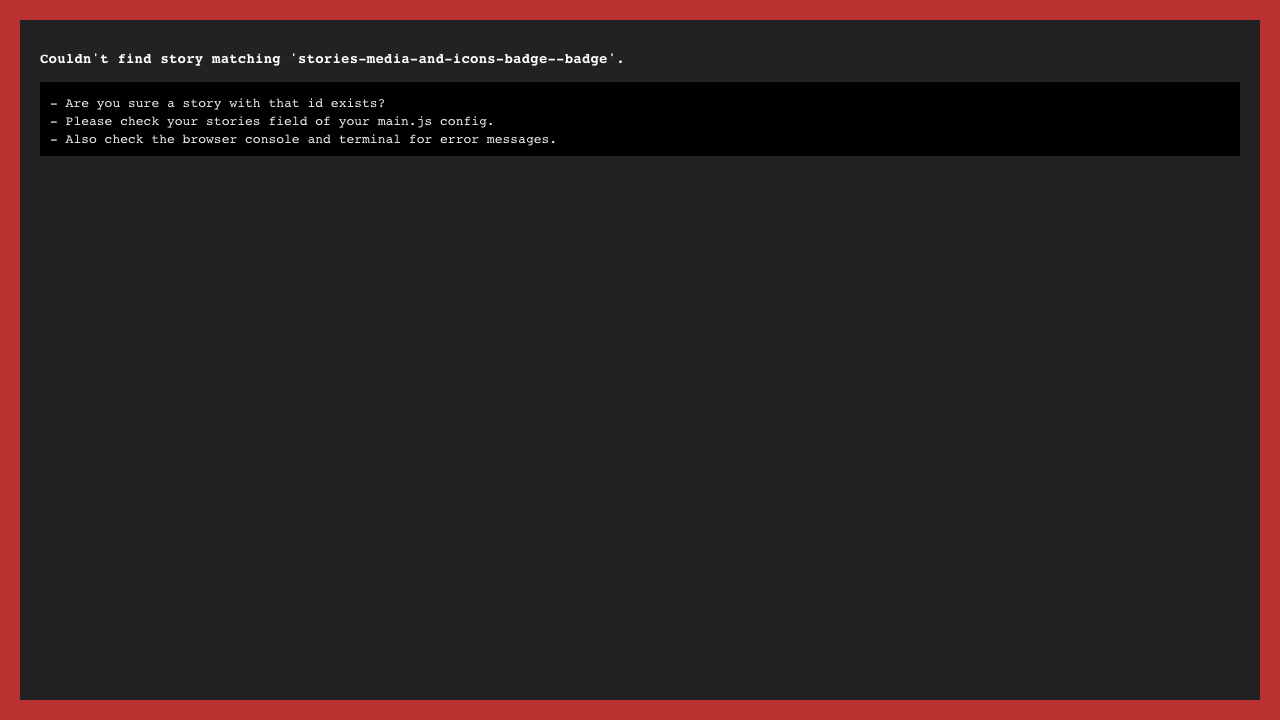 Couldn't find story matching 'stories-media-and-icons-badge--badge'.
- Are you sure a story with that id exists?
- Please check your stories field of your main.js config.
- Also check the browser console and terminal for error messages.